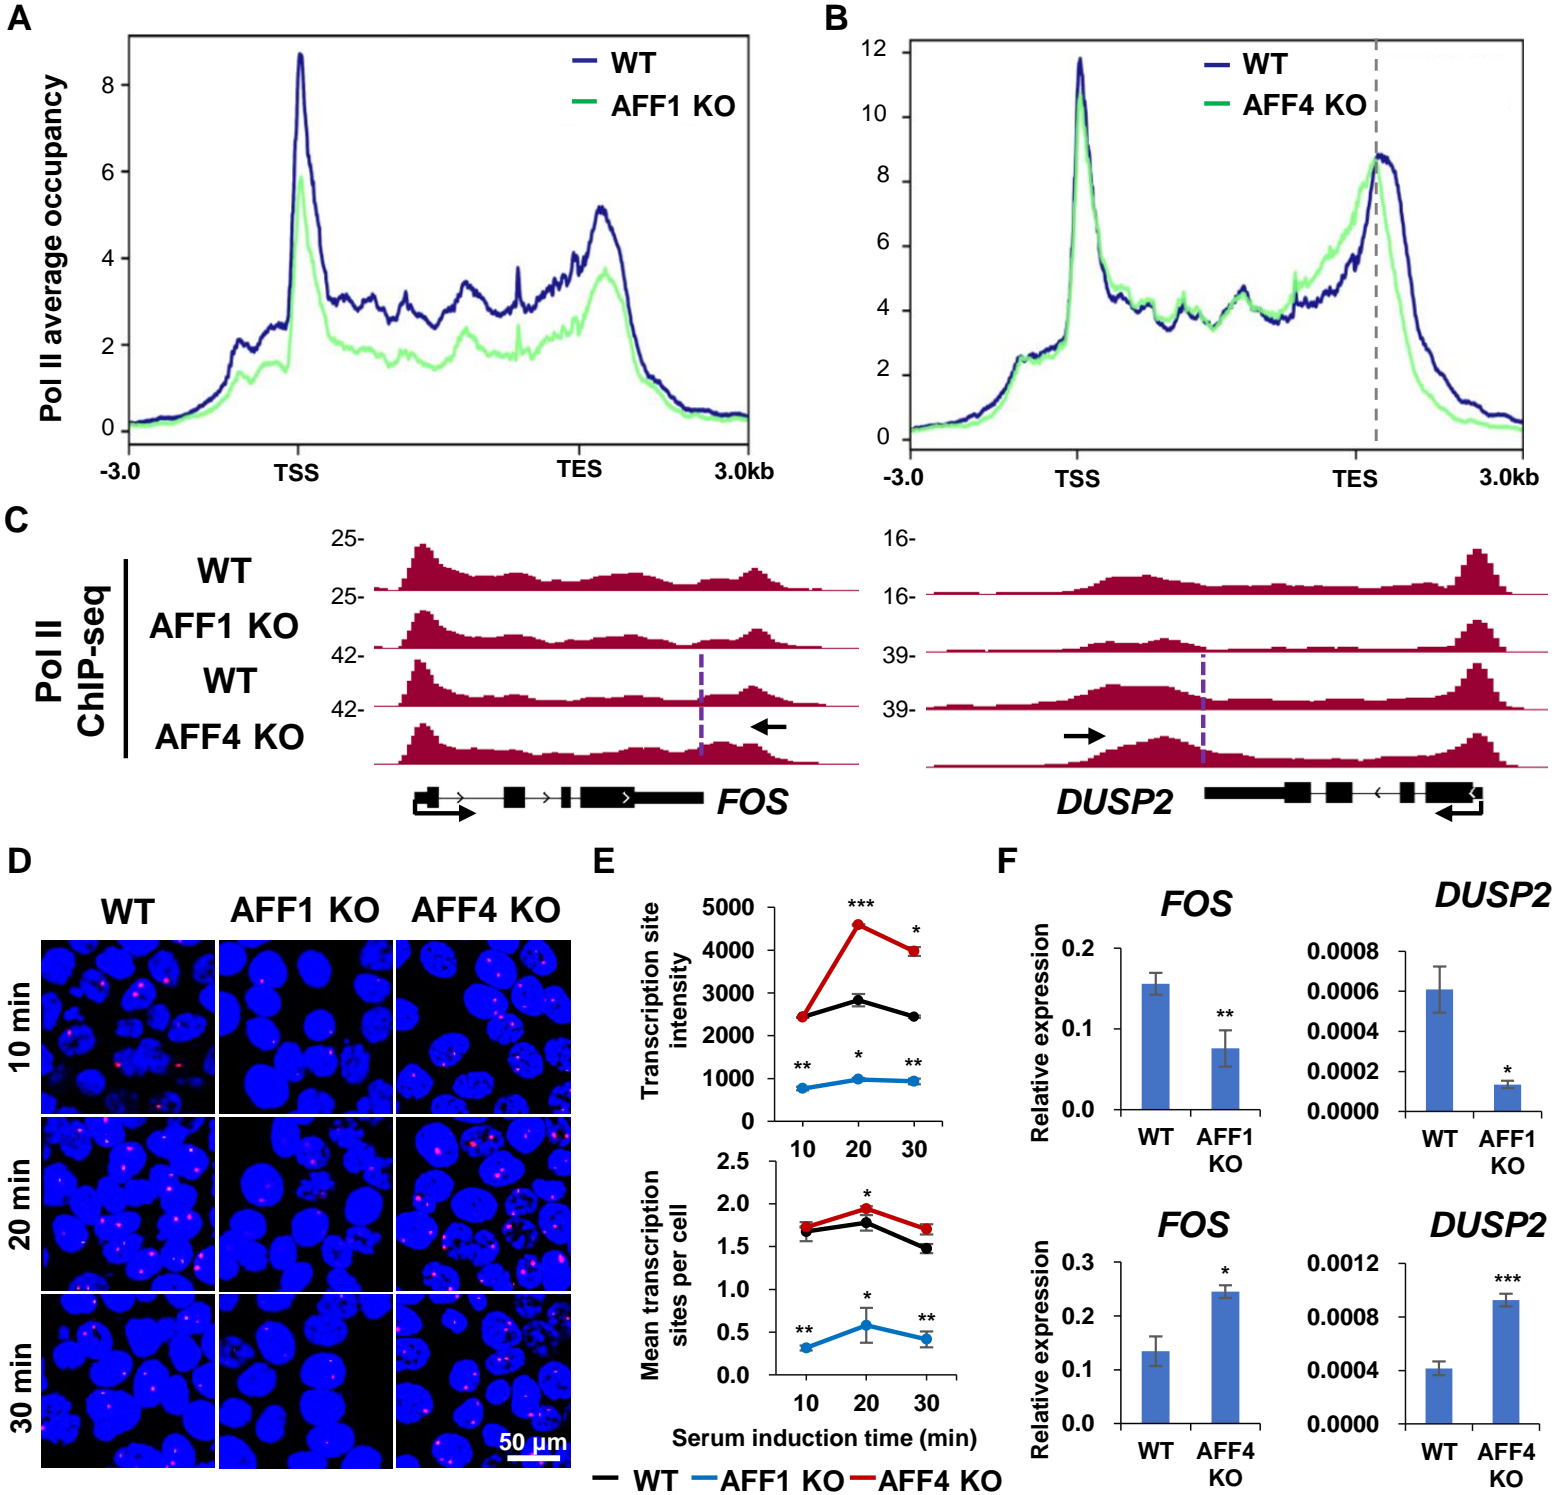 A
B
Pol II average occupancy
8
6
4
2
0
WT
AFF1 KO
-3.0
TSS
TES
3.0kb
12
10
8
6
4
2
0
WT
AFF4 KO
-3.0
TSS
TES
3.0kb
C
Pol II
ChIP-seq
WT
AFF1 KO
WT
AFF4 KO
25-
25-
42-
42-
FOS
16-
16-
39-
39-
DUSP2
D
WT
AFF1 KO
AFF4 KO
10 min
20 min
30 min
50 μm
E
Transcription site
intensity
5000
4000
3000
2000
1000
0
***
*
**
*
**
10
20
30
Mean transcription
sites per cell
2.5
2.0
1.5
1.0
0.5
0.0
*
**
*
**
10
20
30
Serum induction time (min)
WT
AFF1 KO
AFF4 KO
F
FOS
Relative expression
0.2
0.1
0.0
**
WT
AFF1
KO
DUSP2
0.0008
0.0006
0.0004
0.0002
0.0000
*
WT
AFF1
KO
FOS
Relative expression
0.3
0.2
0.1
0.0
*
WT
AFF4
KO
DUSP2
0.0012
0.0008
0.0004
0.0000
***
WT
AFF4
KO